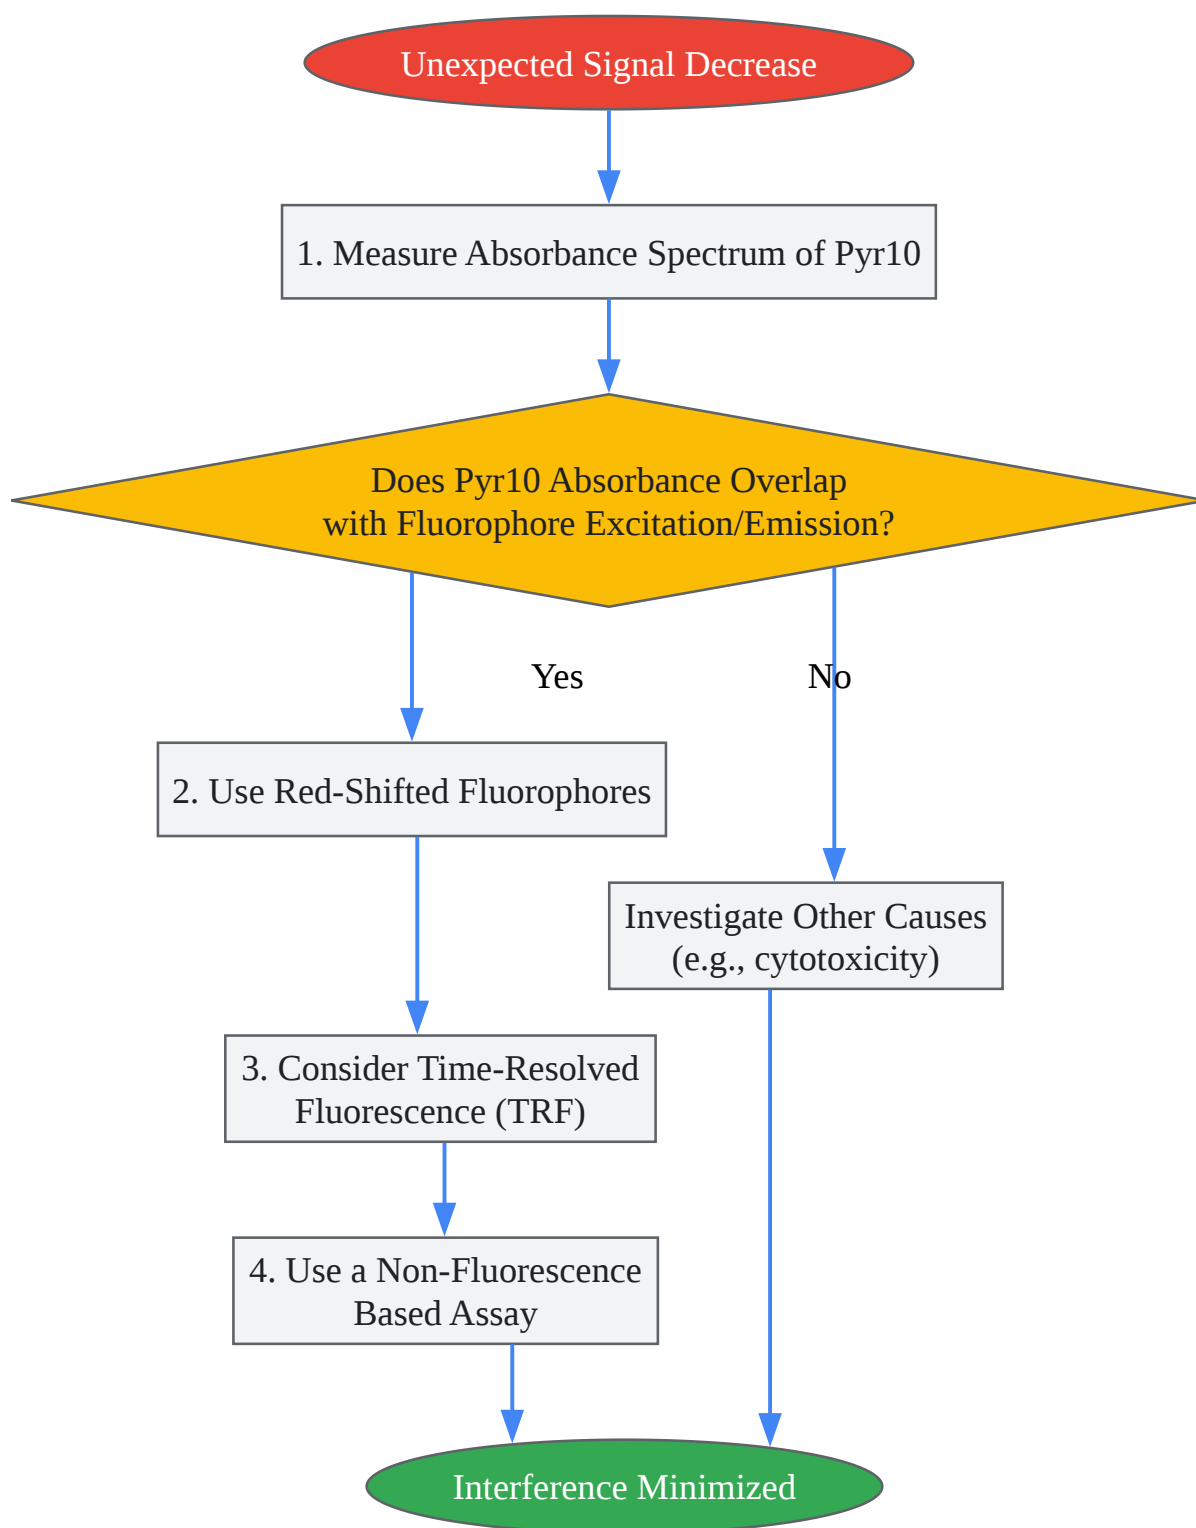 Unexpected Signal Decrease
1. Measure Absorbance Spectrum of Pyr10
Does Pyr10 Absorbance Overlap
with Fluorophore Excitation/Emission?
Yes
No
2. Use Red-Shifted Fluorophores
Investigate Other Causes
(e.g., cytotoxicity)
3. Consider Time-Resolved
Fluorescence (TRF)
4. Use a Non-Fluorescence
Based Assay
Interference Minimized